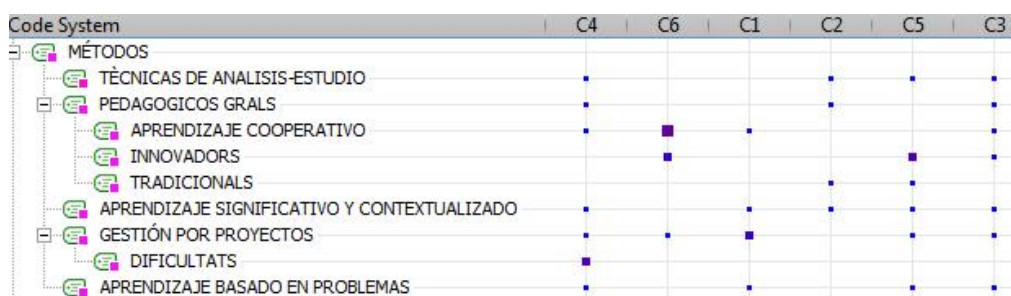 Code System C4 C6 C1 C2 C5 C3
MÉTODOS
TÈCNICAS DE ANALISIS-ESTUDIO
PEDAGOGICOS GRALS
APRENDIZAJE COOPERATIVO
INNOVADORS
TRADICIONALS
APRENDIZAJE SIGNIFICATIVO Y CONTEXTUALIZADO
GESTIÓN POR PROYECTOS
DIFICULTATS
APRENDIZAJE BASADO EN PROBLEMAS